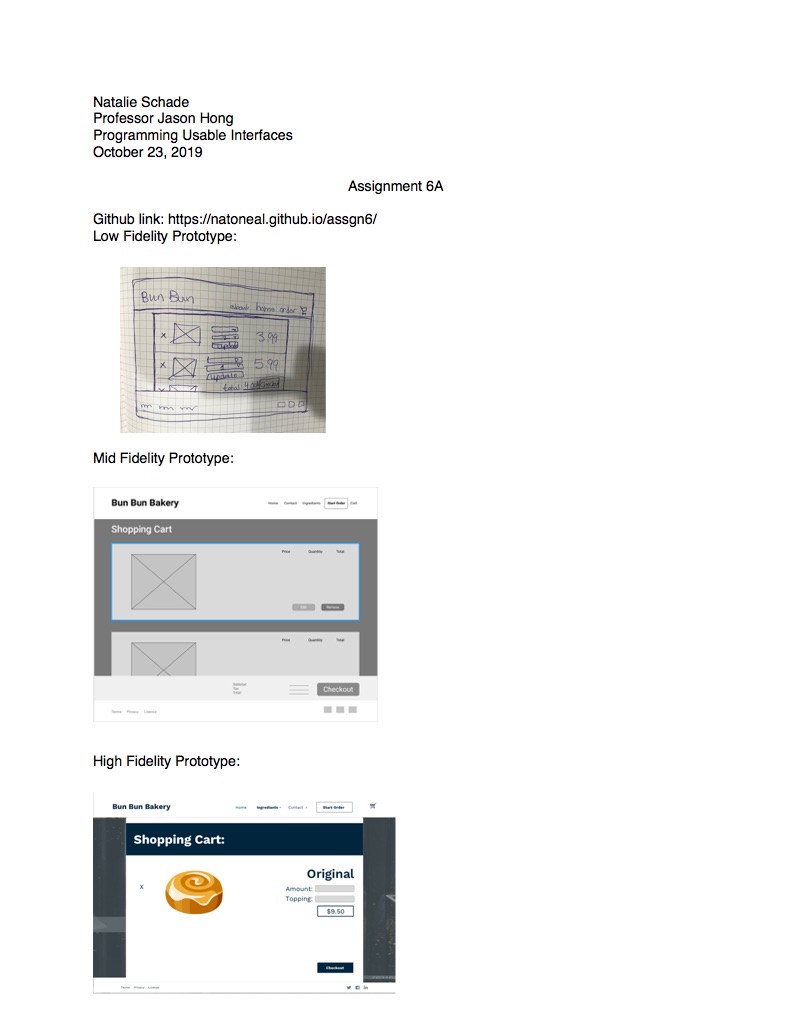 Natalie Schade
Professor Jason Hong
Programming Usable Interfaces
October 23, 2019
Assignment 6A
Github link: https://natoneal.github.io/assgn6/
Low Fidelity Prototype:
Bun Bun
about home order
x 3.99
x 5.99
update
total
Mid Fidelity Prototype:
Bun Bun Bakery
Home Contact Ingredients Start Order Cart
Shopping Cart
Price Quantity Total
Remove
Price Quantity Total
Subtotal
Tax
Total
Checkout
Terms Privacy Licence
High Fidelity Prototype:
Bun Bun Bakery
Home Ingredients Contact Start Order
Shopping Cart:
Original
X
Amount:
Topping:
$9.50
Checkout
Terms Privacy License